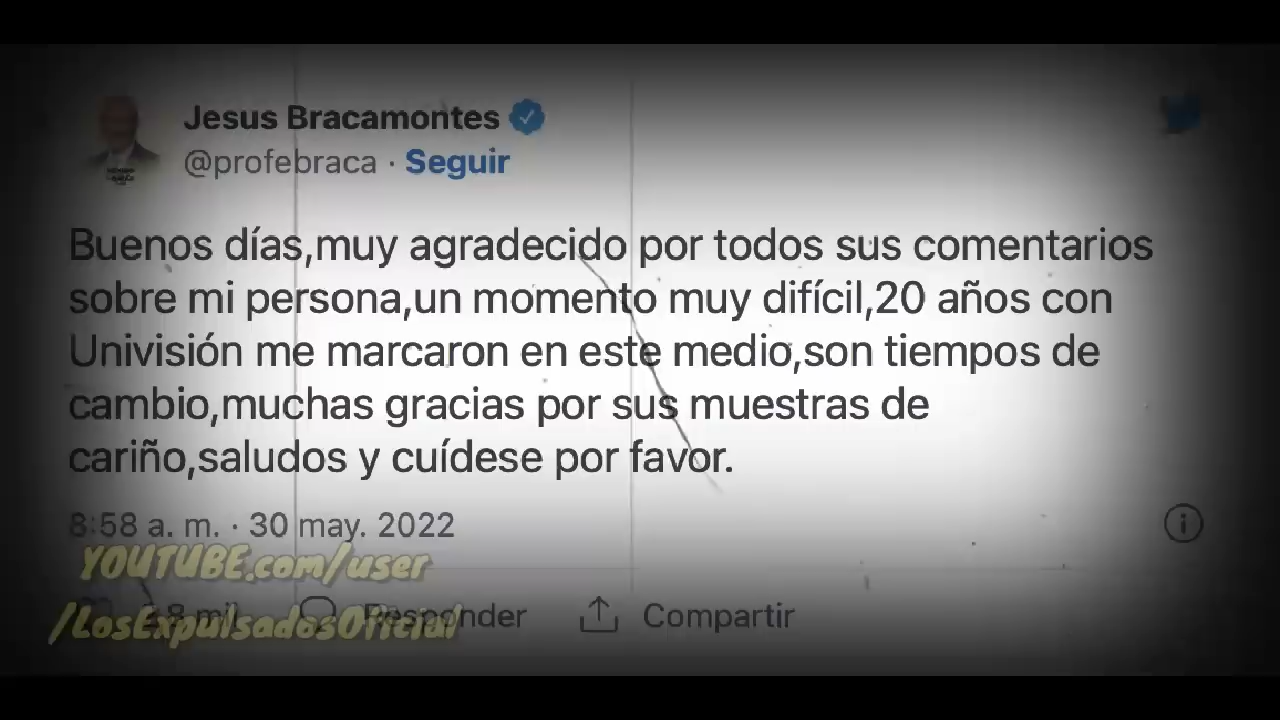 Jesus Bracamontes
@profebraca · Seguir
Buenos días,muy agradecido por todos sus comentarios
sobre mi persona,un momento muy difícil,20 años con
Univisión me marcaron en este medio,son tiempos de
cambio,muchas gracias por sus muestras de
cariño,saludos y cuídese por favor.
8:58 a. m. · 30 may. 2022
YOUTUBE.com/user
/LosExpulsadosOficial
mil Responder Compartir